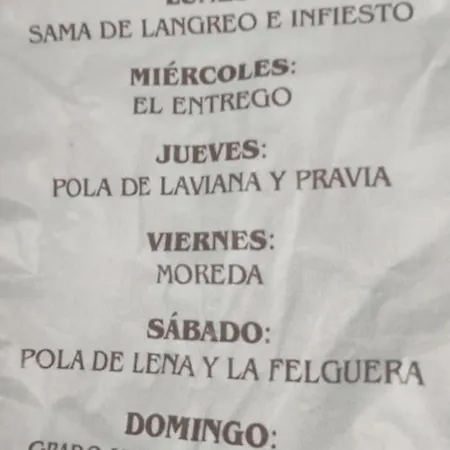 SAMA DE LANGREO E INFIESTO
MIÉRCOLES:
EL ENTREGO
JUEVES:
POLA DE LAVIANA Y PRAVIA
VIERNES:
MOREDA
SÁBADO:
POLA DE LENA Y LA FELGUERA
DOMINGO: